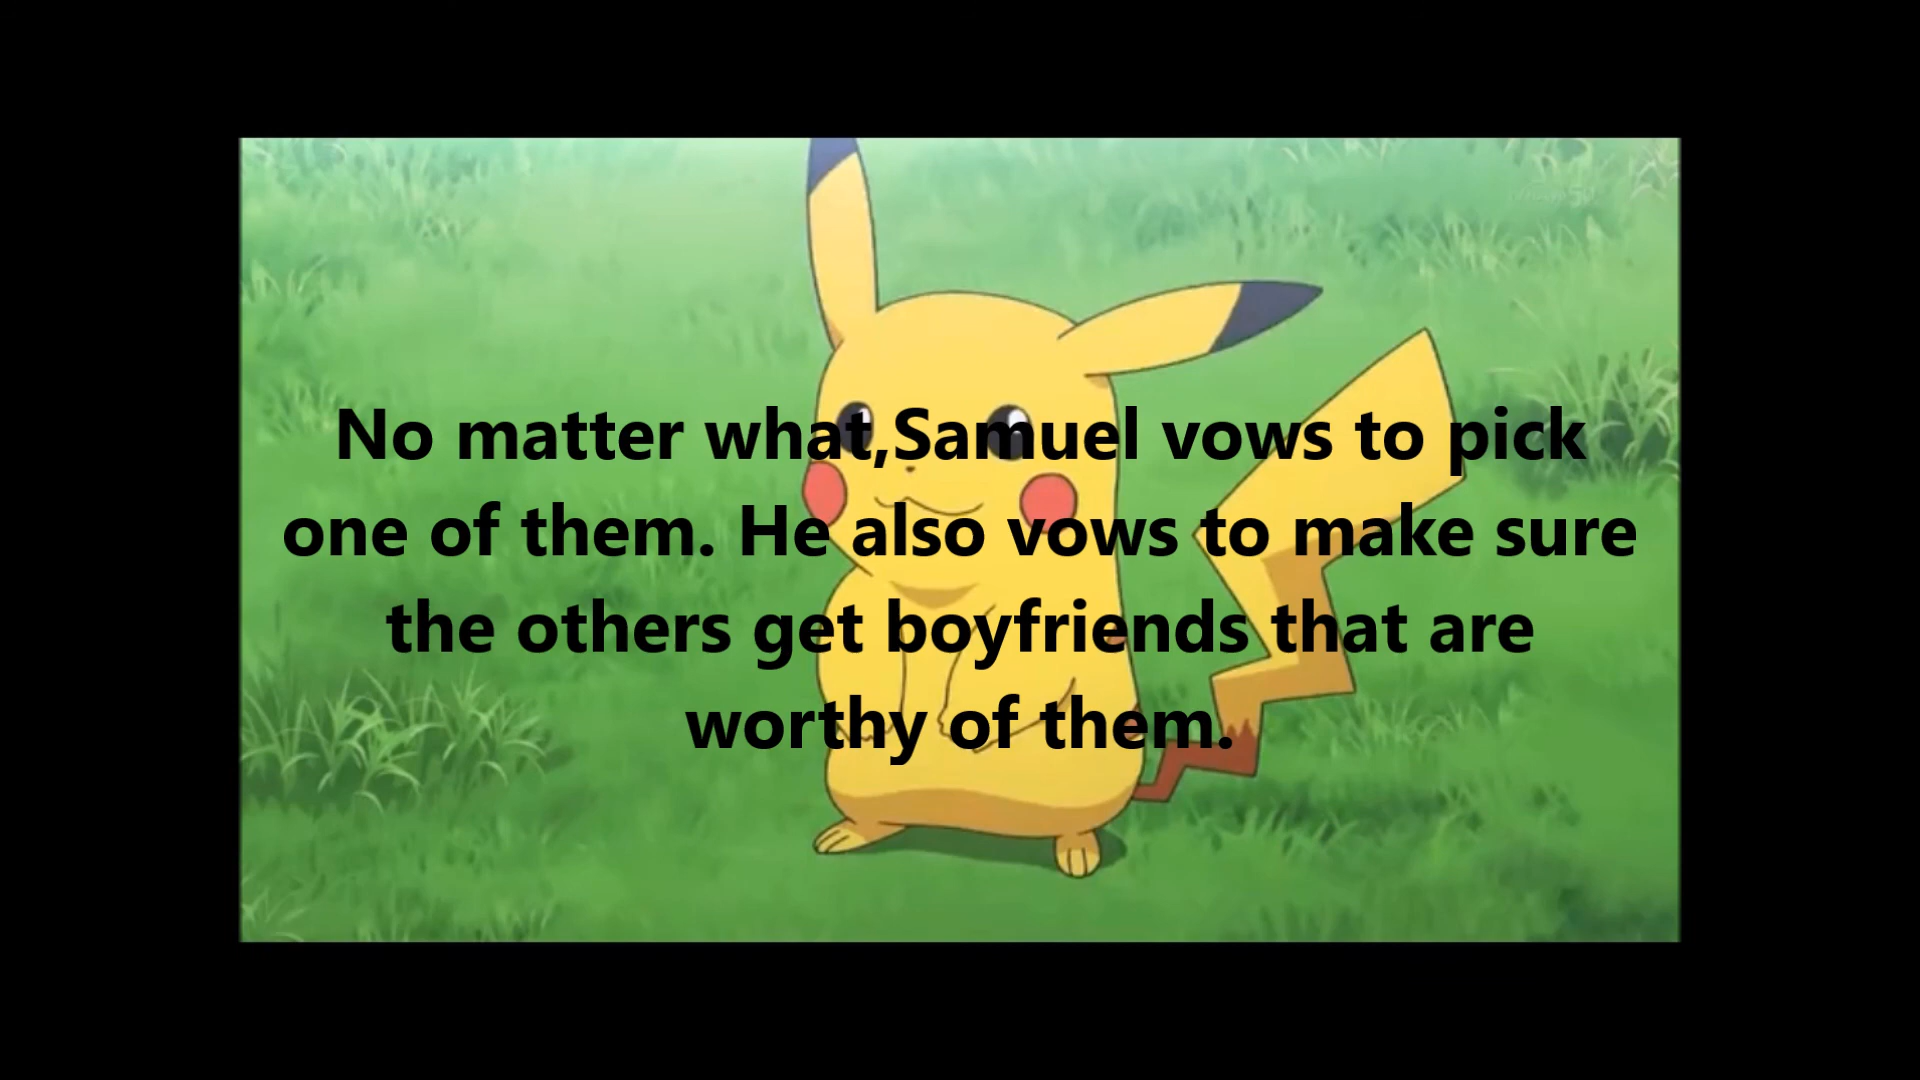 No matter what,Samuel vows to pick
one of them. He also vows to make sure
the others get boyfriends that are
worthy of them.